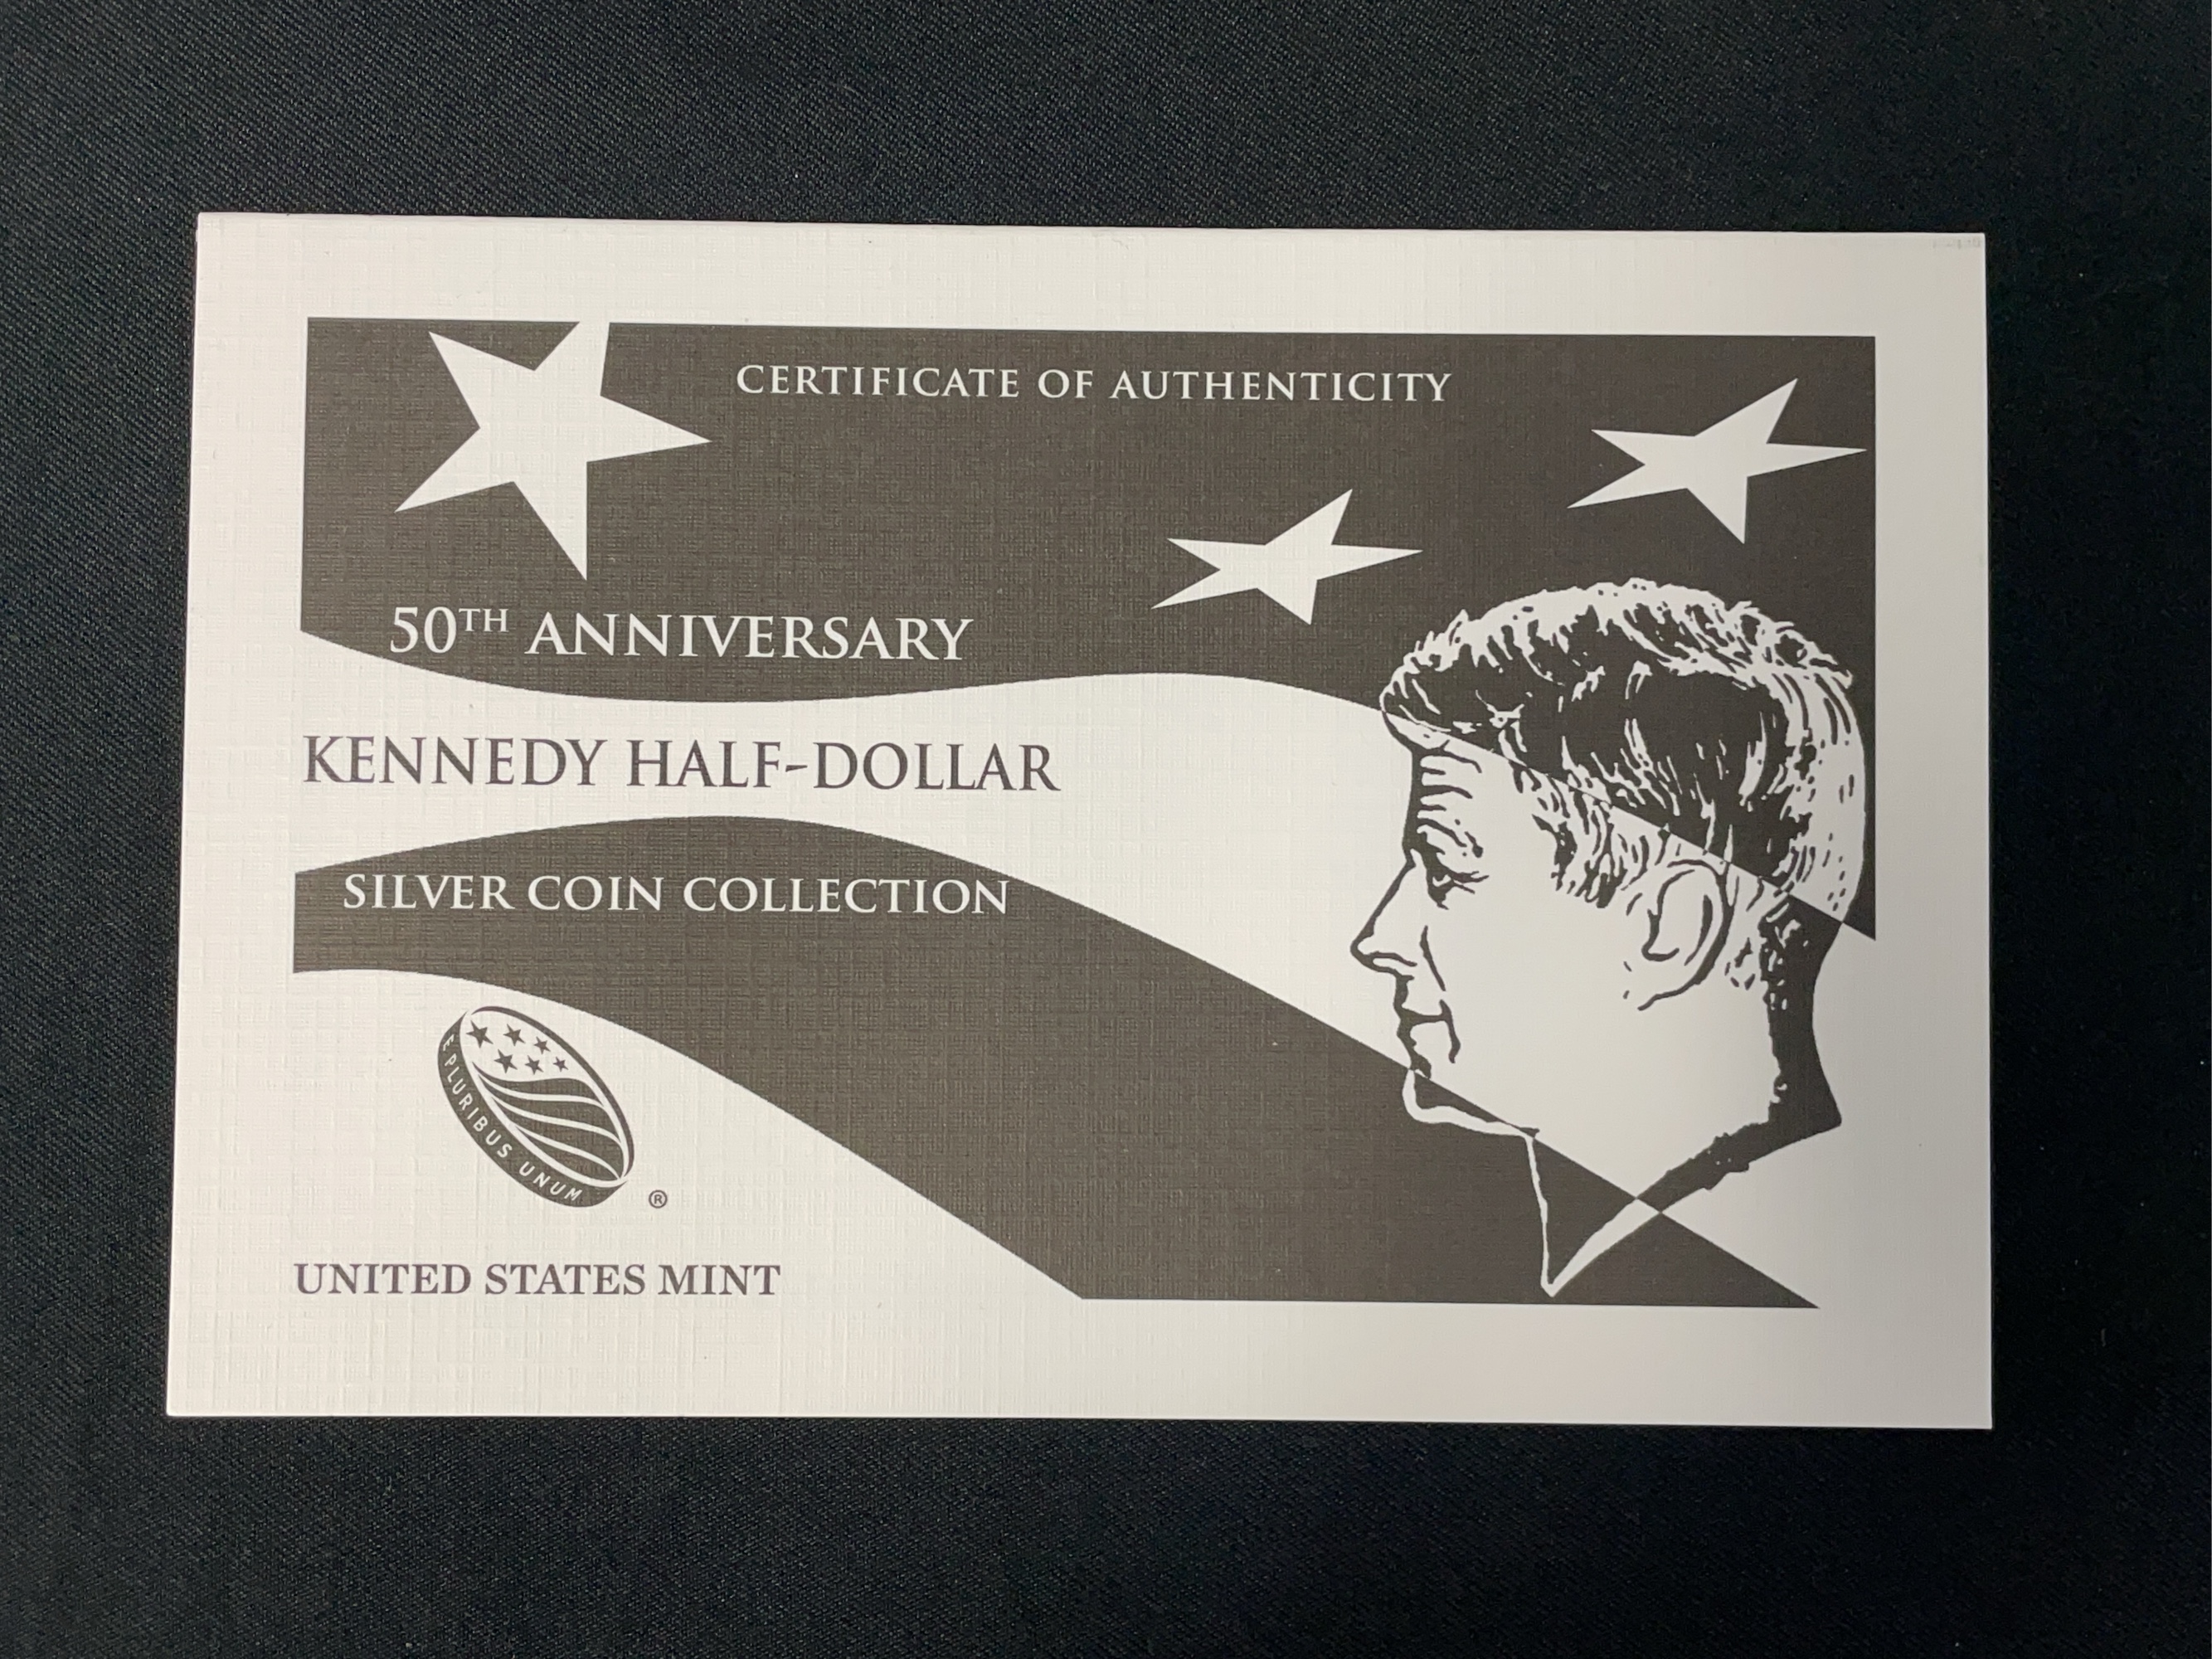 CERTIFICATE OF AUTHENTICITY
50TH ANNIVERSARY
KENNEDY HALF-DOLLAR
SILVER COIN COLLECTION
E PLURIBUS UNUM
®
UNITED STATES MINT